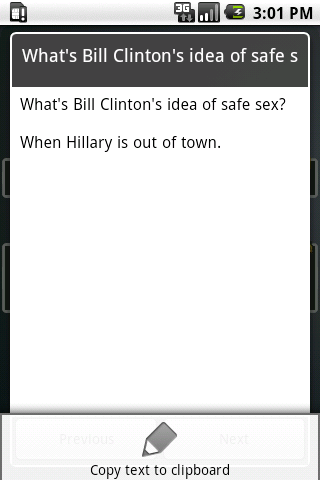 3G 3:01 PM
What's Bill Clinton's idea of safe s
What's Bill Clinton's idea of safe sex?
When Hillary is out of town.
Previous Next
Copy text to clipboard